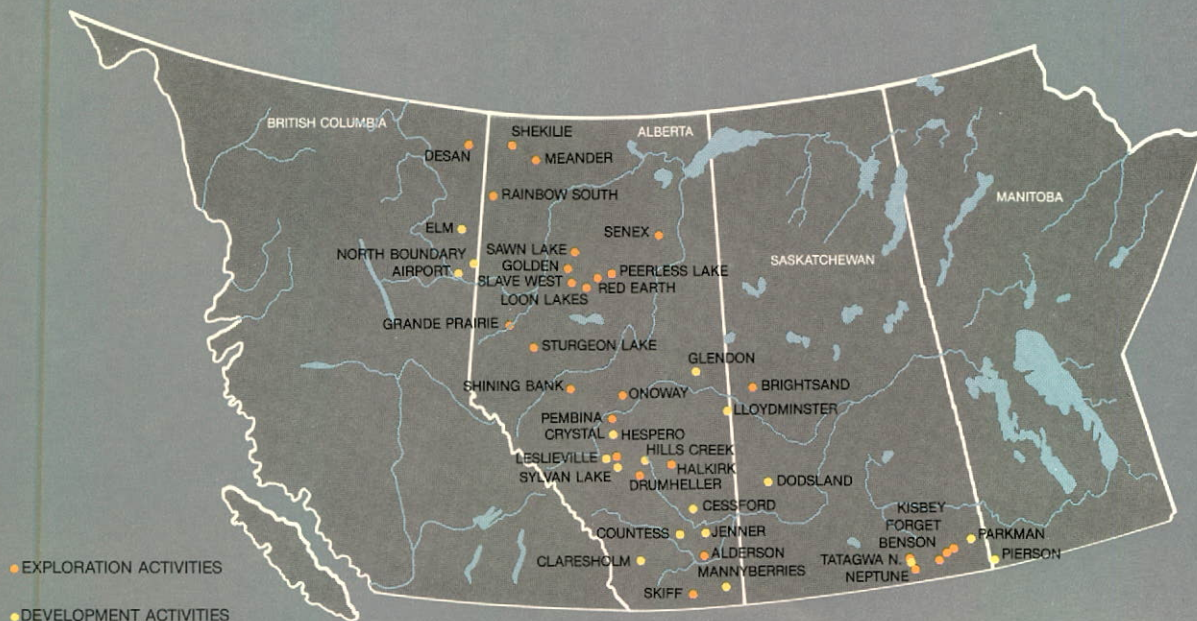 BRITISH COLUMBIA
SHEKILIE
ALBERTA
DESAN
MEANDER
RAINBOW SOUTH
MANITOBA
ELM
SENEX
NORTH BOUNDARY
SAWN LAKE
SASKATCHEWAN
AIRPORT
GOLDEN
PEERLESS LAKE
SLAVE WEST
RED EARTH
LOON LAKES
GRANDE PRAIRIE
STURGEON LAKE
GLENDON
SHINING BANK
ONOWAY
BRIGHTSAND
LLOYDMINSTER
PEMBINA
CRYSTAL
HESPERO
LESLIEVILLE
HILLS CREEK
HALKIRK
SYLVAN LAKE
DRUMHELLER
DODSLAND
CESSFORD
KISBEY
FORGET
COUNTESS
JENNER
BENSON
PARKMAN
ALDERSON
PIERSON
CLARESHOLM
TATAGWA N.
MANNYBERRIES
NEPTUNE
SKIFF
EXPLORATION ACTIVITIES
DEVELOPMENT ACTIVITIES